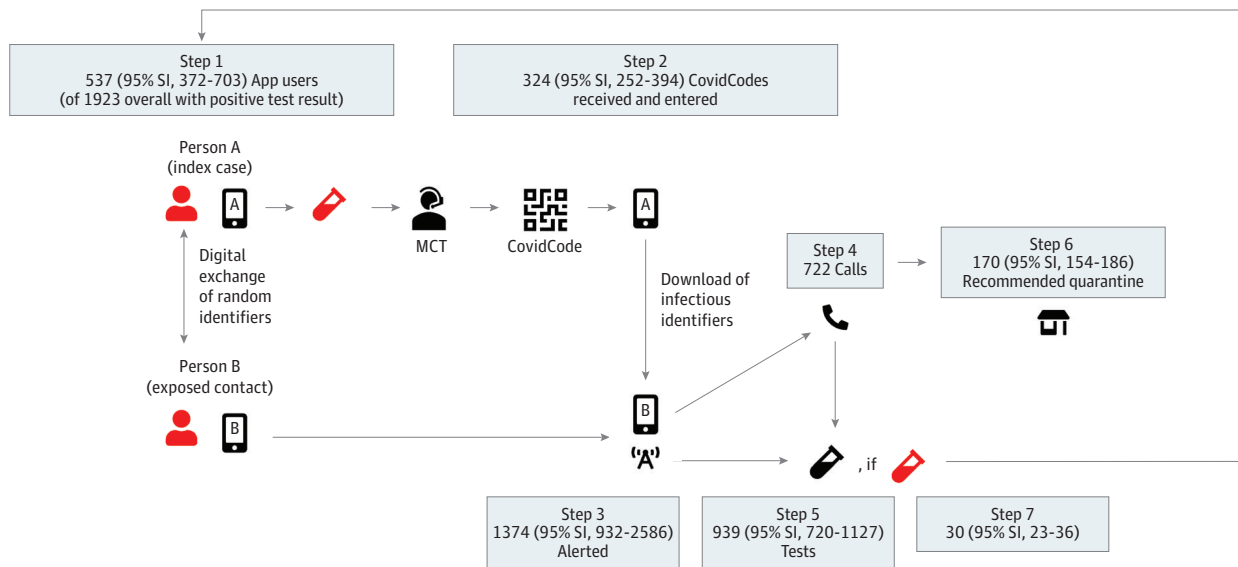 Step 1
537 (95% SI, 372-703) App users
(of 1923 overall with positive test result)
Step 2
324 (95% SI, 252-394) CovidCodes
received and entered
Person A
(index case)
A
MCT
CovidCode
A
Digital
exchange
of random
identifiers
Download of
infectious
identifiers
Step 4
722 Calls
Step 6
170 (95% SI, 154-186)
Recommended quarantine
Person B
(exposed contact)
B
B
A
, if
Step 3
1374 (95% SI, 932-2586)
Alerted
Step 5
939 (95% SI, 720-1127)
Tests
Step 7
30 (95% SI, 23-36)